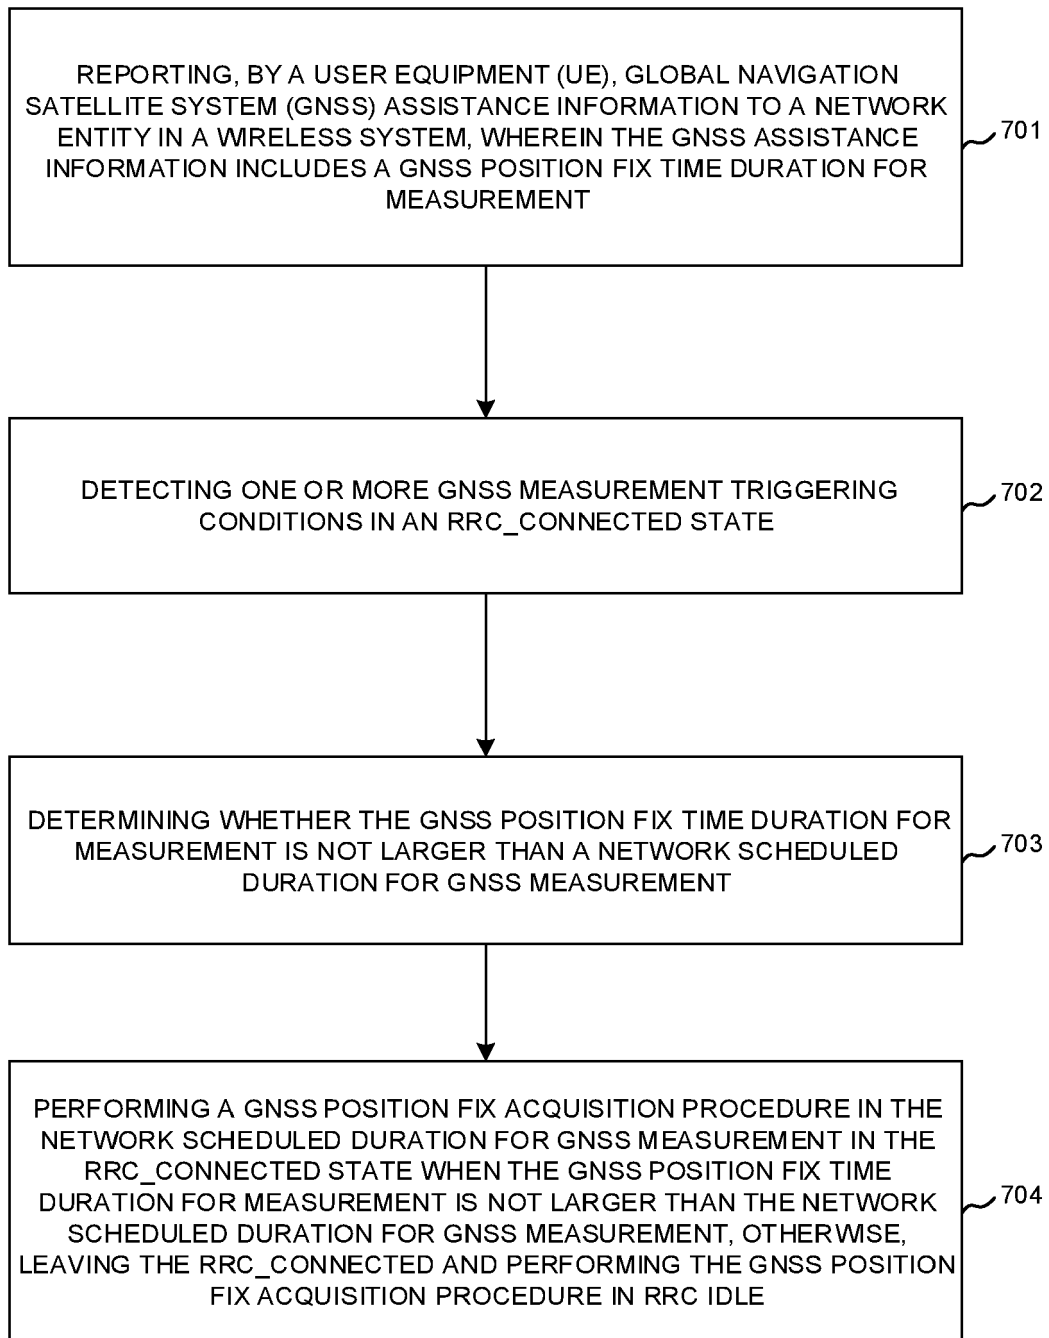 REPORTING, BY A USER EQUIPMENT (UE), GLOBAL NAVIGATION
SATELLITE SYSTEM (GNSS) ASSISTANCE INFORMATION TO A NETWORK
ENTITY IN A WIRELESS SYSTEM, WHEREIN THE GNSS ASSISTANCE
INFORMATION INCLUDES A GNSS POSITION FIX TIME DURATION FOR
MEASUREMENT
701
DETECTING ONE OR MORE GNSS MEASUREMENT TRIGGERING
CONDITIONS IN AN RRC_CONNECTED STATE
702
DETERMINING WHETHER THE GNSS POSITION FIX TIME DURATION FOR
MEASUREMENT IS NOT LARGER THAN A NETWORK SCHEDULED
DURATION FOR GNSS MEASUREMENT
703
PERFORMING A GNSS POSITION FIX ACQUISITION PROCEDURE IN THE
NETWORK SCHEDULED DURATION FOR GNSS MEASUREMENT IN THE
RRC_CONNECTED STATE WHEN THE GNSS POSITION FIX TIME
DURATION FOR MEASUREMENT IS NOT LARGER THAN THE NETWORK
SCHEDULED DURATION FOR GNSS MEASUREMENT, OTHERWISE,
LEAVING THE RRC_CONNECTED AND PERFORMING THE GNSS POSITION
FIX ACQUISITION PROCEDURE IN RRC IDLE
704